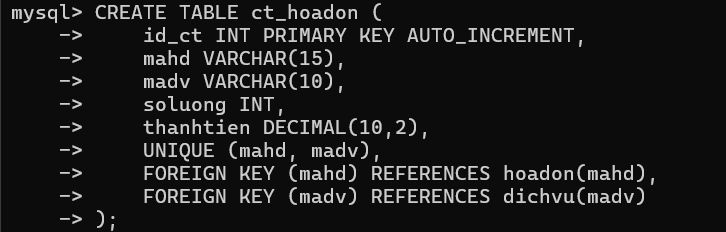 mysql> CREATE TABLE ct_hoadon (
    ->     id_ct INT PRIMARY KEY AUTO_INCREMENT,
    ->     mahd VARCHAR(15),
    ->     madv VARCHAR(10),
    ->     soluong INT,
    ->     thanhtien DECIMAL(10,2),
    ->     UNIQUE (mahd, madv),
    ->     FOREIGN KEY (mahd) REFERENCES hoadon(mahd),
    ->     FOREIGN KEY (madv) REFERENCES dichvu(madv)
    -> );